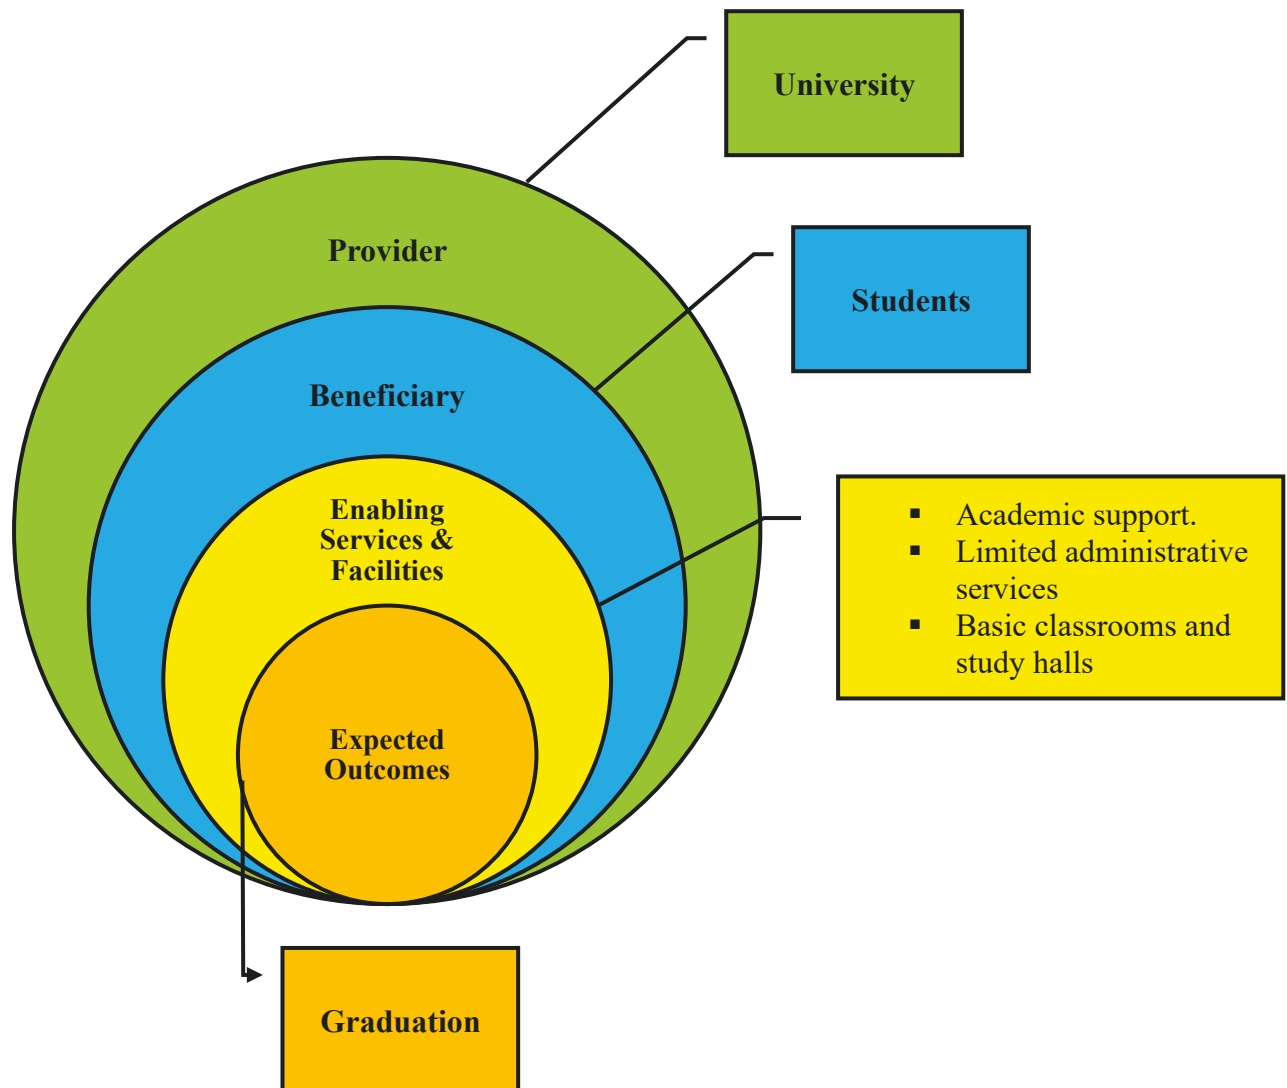 University
Provider
Students
Beneficiary
Enabling
Services &
Facilities
▪ Academic support.
▪ Limited administrative
services
▪ Basic classrooms and
study halls
Expected
Outcomes
Graduation